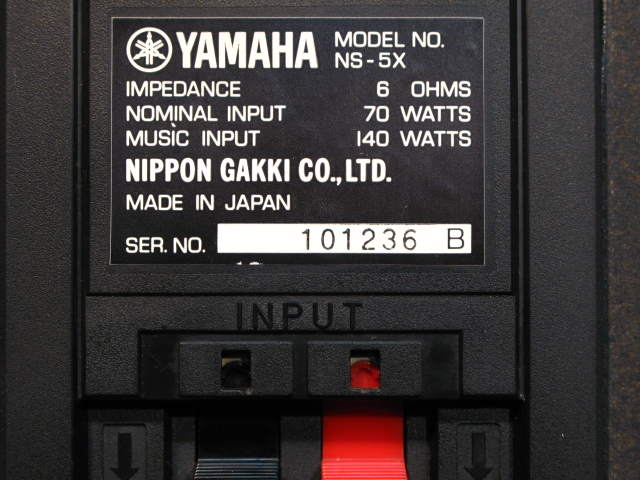 YAMAHA MODEL NO.
NS-5X
IMPEDANCE 6 OHMS
NOMINAL INPUT 70 WATTS
MUSIC INPUT 140 WATTS
NIPPON GAKKI CO., LTD.
MADE IN JAPAN
SER. NO. 101236 B
INPUT